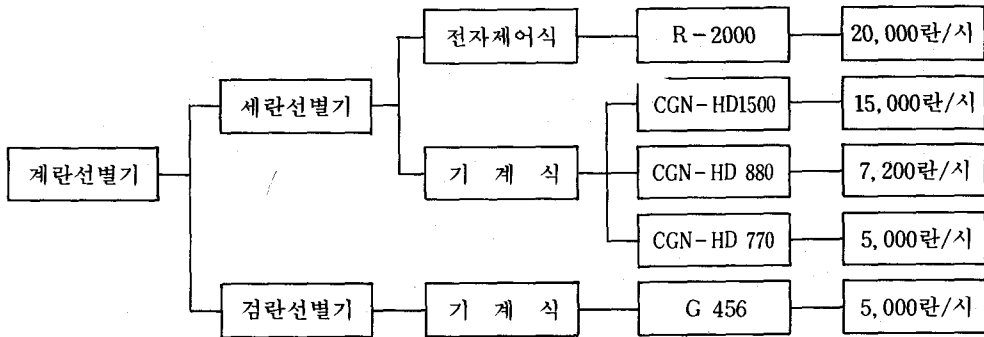 전자제어식 R-2000 20,000란/시
세란선별기 CGN-HD1500 15,000란/시
계란선별기 기 계 식 CGN-HD 880 7,200란/시
CGN-HD 770 5,000란/시
검란선별기 기 계 식 G 456 5,000란/시